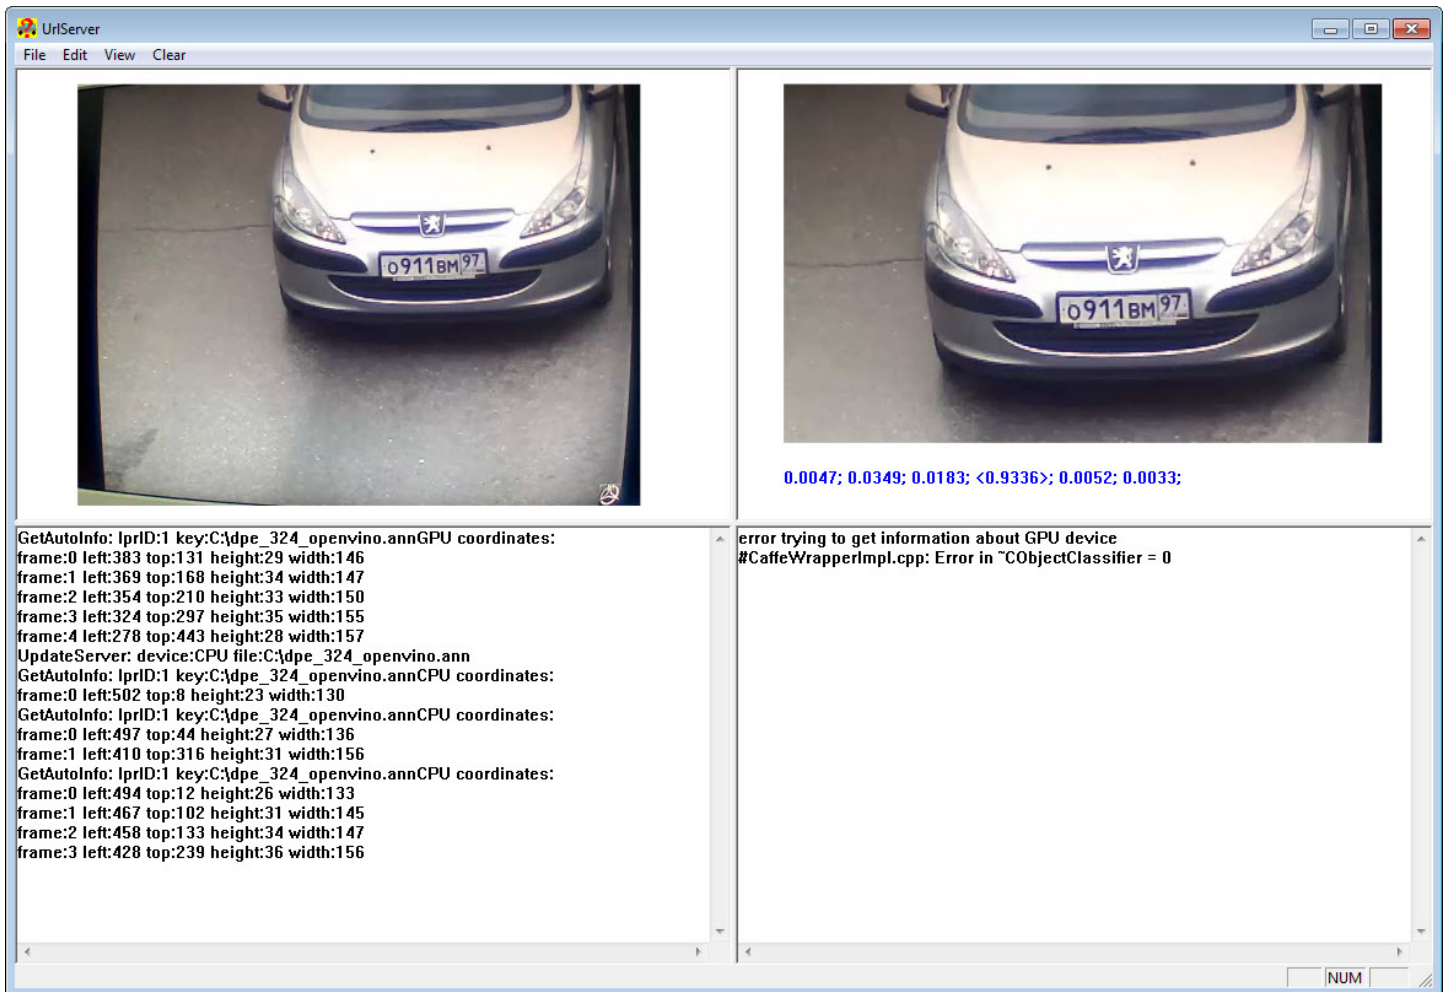 UrlServer
File Edit View Clear
О911ВМ 97
О911ВМ 97
0.0047; 0.0349; 0.0183; <0.9336>; 0.0052; 0.0033;
GetAutoInfo: lprID:1 key:C:\dpe_324_openvino.annGPU coordinates:
frame:0 left:383 top:131 height:29 width:146
frame:1 left:369 top:168 height:34 width:147
frame:2 left:354 top:210 height:33 width:150
frame:3 left:324 top:297 height:35 width:155
frame:4 left:278 top:443 height:28 width:157
UpdateServer: device:CPU file:C:\dpe_324_openvino.ann
GetAutoInfo: lprID:1 key:C:\dpe_324_openvino.annCPU coordinates:
frame:0 left:502 top:8 height:23 width:130
GetAutoInfo: lprID:1 key:C:\dpe_324_openvino.annCPU coordinates:
frame:0 left:497 top:44 height:27 width:136
frame:1 left:410 top:316 height:31 width:156
GetAutoInfo: lprID:1 key:C:\dpe_324_openvino.annCPU coordinates:
frame:0 left:494 top:12 height:26 width:133
frame:1 left:467 top:102 height:31 width:145
frame:2 left:458 top:133 height:34 width:147
frame:3 left:428 top:239 height:36 width:156
error trying to get information about GPU device
#CaffeWrapperImpl.cpp: Error in ~CObjectClassifier = 0
NUM